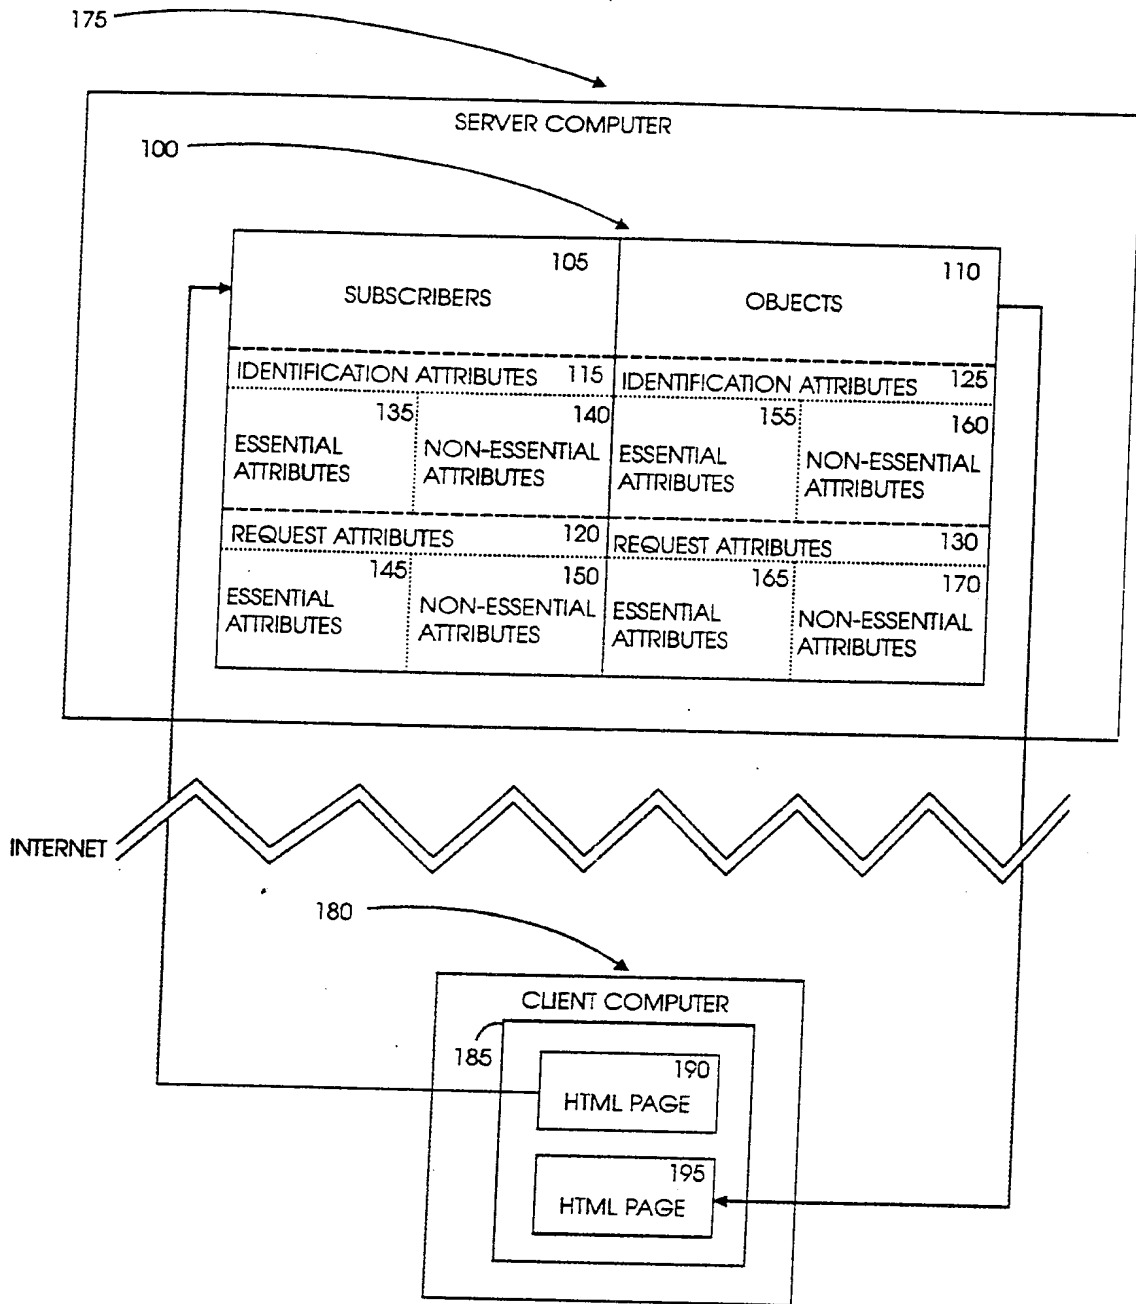 175
SERVER COMPUTER
100
105
110
SUBSCRIBERS
OBJECTS
IDENTIFICATION ATTRIBUTES 115
IDENTIFICATION ATTRIBUTES 125
135
140
155
160
ESSENTIAL
ATTRIBUTES
NON-ESSENTIAL
ATTRIBUTES
ESSENTIAL
ATTRIBUTES
NON-ESSENTIAL
ATTRIBUTES
REQUEST ATTRIBUTES 120
REQUEST ATTRIBUTES 130
145
150
165
170
ESSENTIAL
ATTRIBUTES
NON-ESSENTIAL
ATTRIBUTES
ESSENTIAL
ATTRIBUTES
NON-ESSENTIAL
ATTRIBUTES
INTERNET
180
CLIENT COMPUTER
185
190
HTML PAGE
195
HTML PAGE